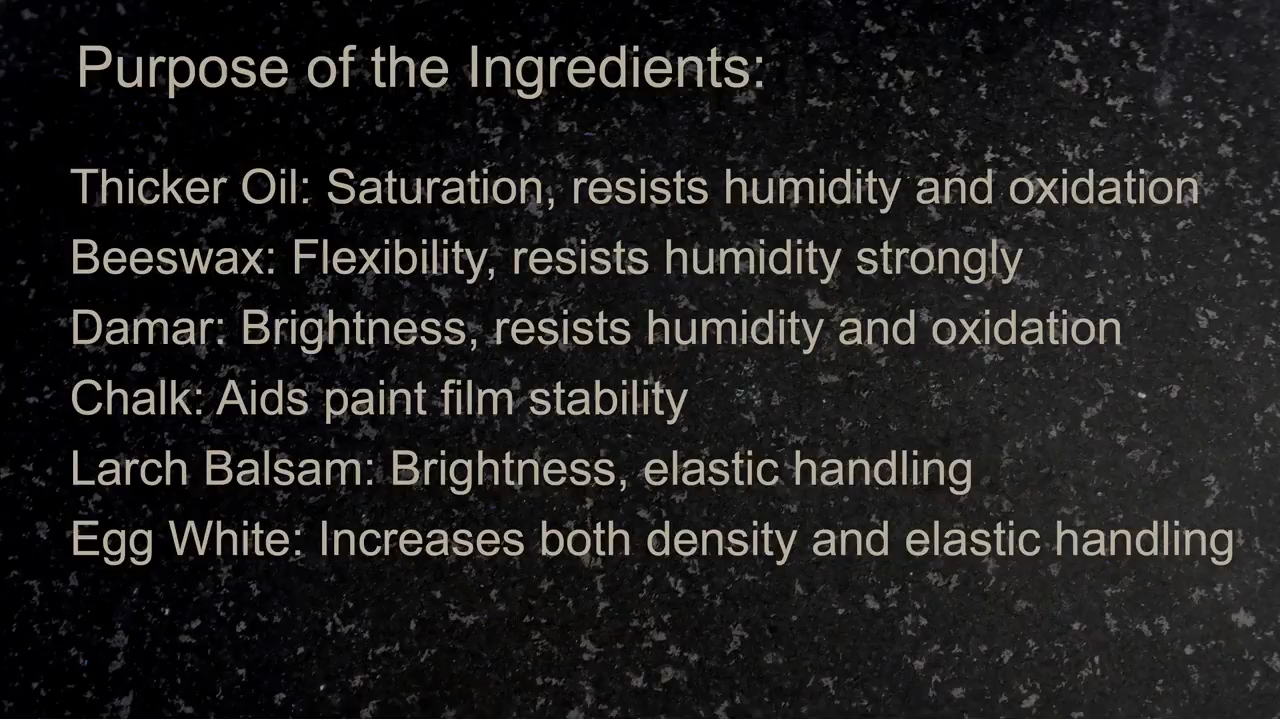 Purpose of the Ingredients:
Thicker Oil: Saturation, resists humidity and oxidation
Beeswax: Flexibility, resists humidity strongly
Damar: Brightness, resists humidity and oxidation
Chalk: Aids paint film stability
Larch Balsam: Brightness, elastic handling
Egg White: Increases both density and elastic handling